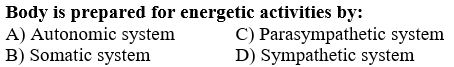 Body is prepared for energetic activities by:
A) Autonomic system C) Parasympathetic system
B) Somatic system D) Sympathetic system